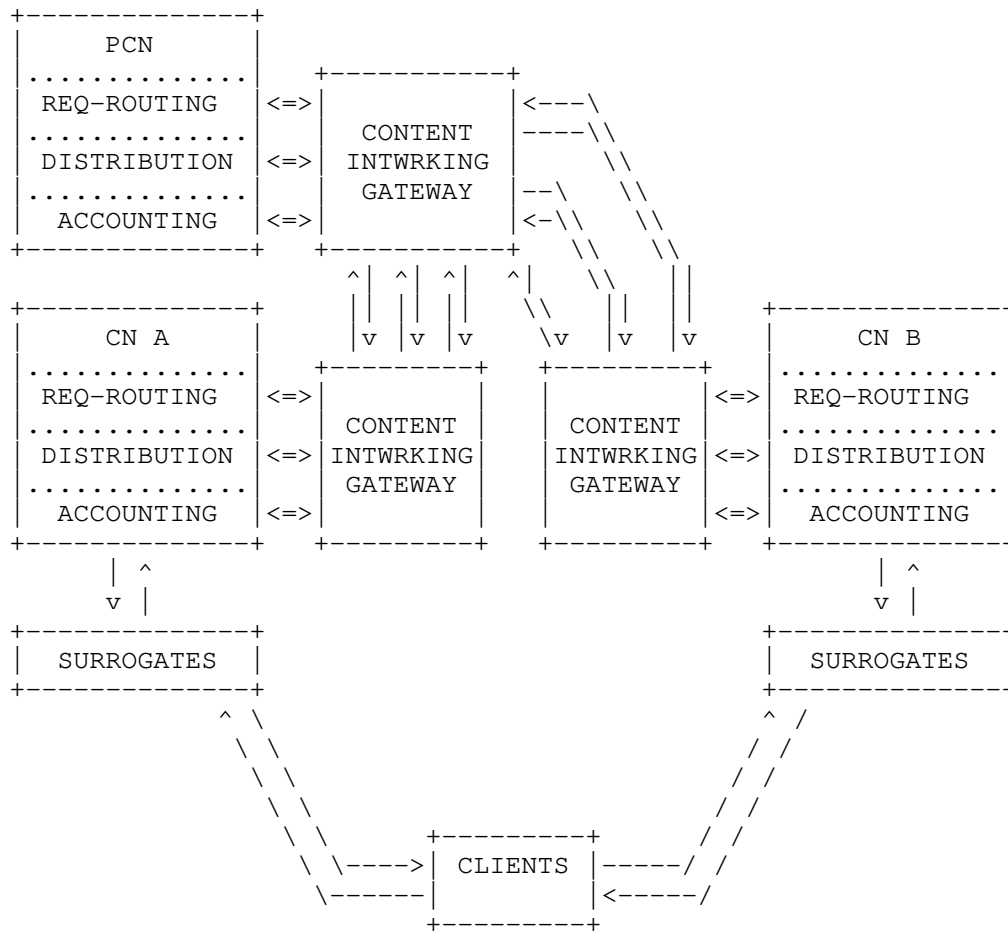 PCN
REQ-ROUTING
CONTENT
DISTRIBUTION
INTWRKING
GATEWAY
ACCOUNTING
CN A
CN B
REQ-ROUTING
REQ-ROUTING
CONTENT
CONTENT
DISTRIBUTION
INTWRKING
INTWRKING
DISTRIBUTION
GATEWAY
GATEWAY
ACCOUNTING
ACCOUNTING
SURROGATES
SURROGATES
CLIENTS